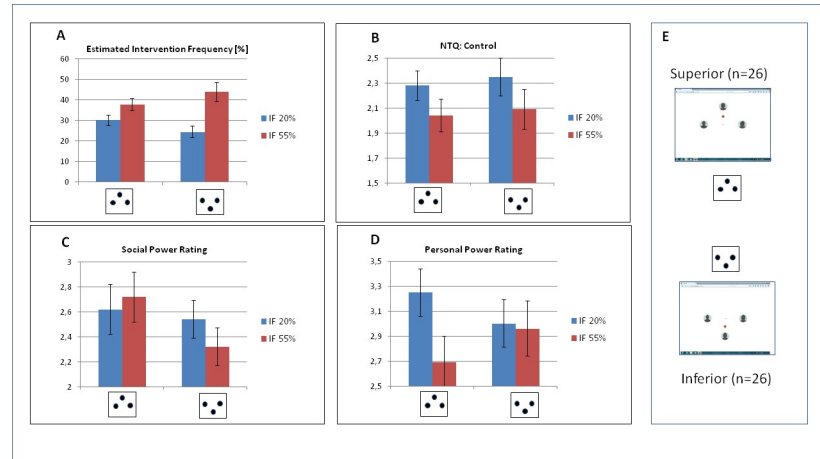 A
Estimated Intervention Frequency [%]
60
50
40
30
20
10
0
IF 20%
IF 55%
B
NTQ: Control
2,5
2,3
2,1
1,9
1,7
1,5
IF 20%
IF 55%
C
Social Power Rating
3
2,8
2,6
2,4
2,2
2
IF 20%
IF 55%
D
Personal Power Rating
3,5
3,3
3,1
2,9
2,7
2,5
IF 20%
IF 55%
E
Superior (n=26)
Inferior (n=26)